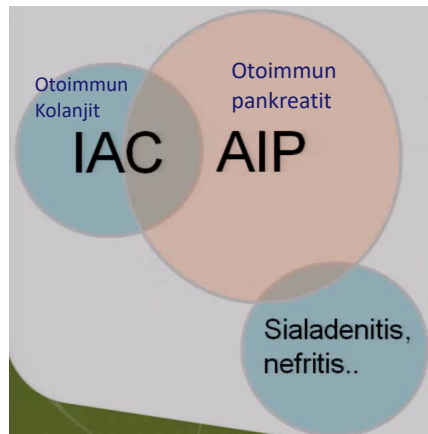 Otoimmun
Kolanjit
IAC
Otoimmun
pankreatit
AIP
Sialadenitis,
nefritis..